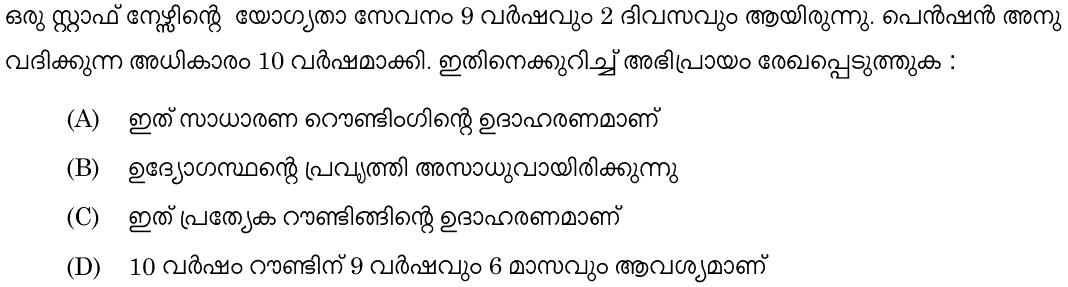 ഒരു സ്റ്റാഫ് നേഴ്സിന്റെ യോഗ്യതാ സേവനം 9 വർഷവും 2 ദിവസവും ആയിരുന്നു. പെൻഷൻ അനു
വദിക്കുന്ന അധികാരം 10 വർഷമാക്കി. ഇതിനെക്കുറിച്ച് അഭിപ്രായം രേഖപ്പെടുത്തുക :
(A) ഇത് സാധാരണ റൌണ്ടിംഗിന്റെ ഉദാഹരണമാണ്
(B) ഉദ്യോഗസ്ഥന്റെ പ്രവൃത്തി അസാധുവായിരിക്കുന്നു
(C) ഇത് പ്രത്യേക റൗണ്ടിങ്ങിന്റെ ഉദാഹരണമാണ്
(D) 10 വർഷം റൗണ്ടിന് 9 വർഷവും 6 മാസവും ആവശ്യമാണ്